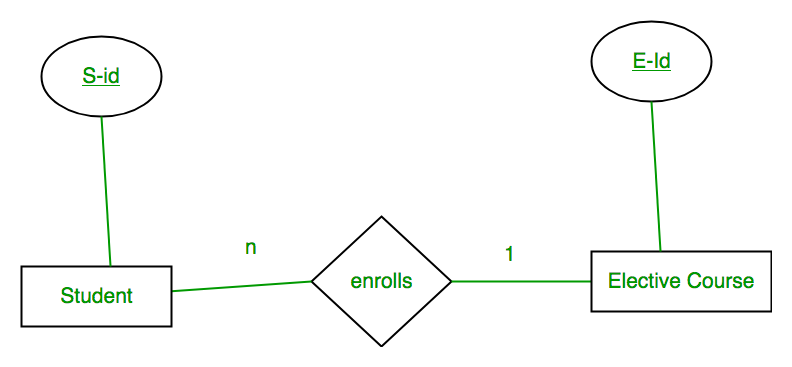 S-id
E-Id
n
1
enrolls
Student
Elective Course